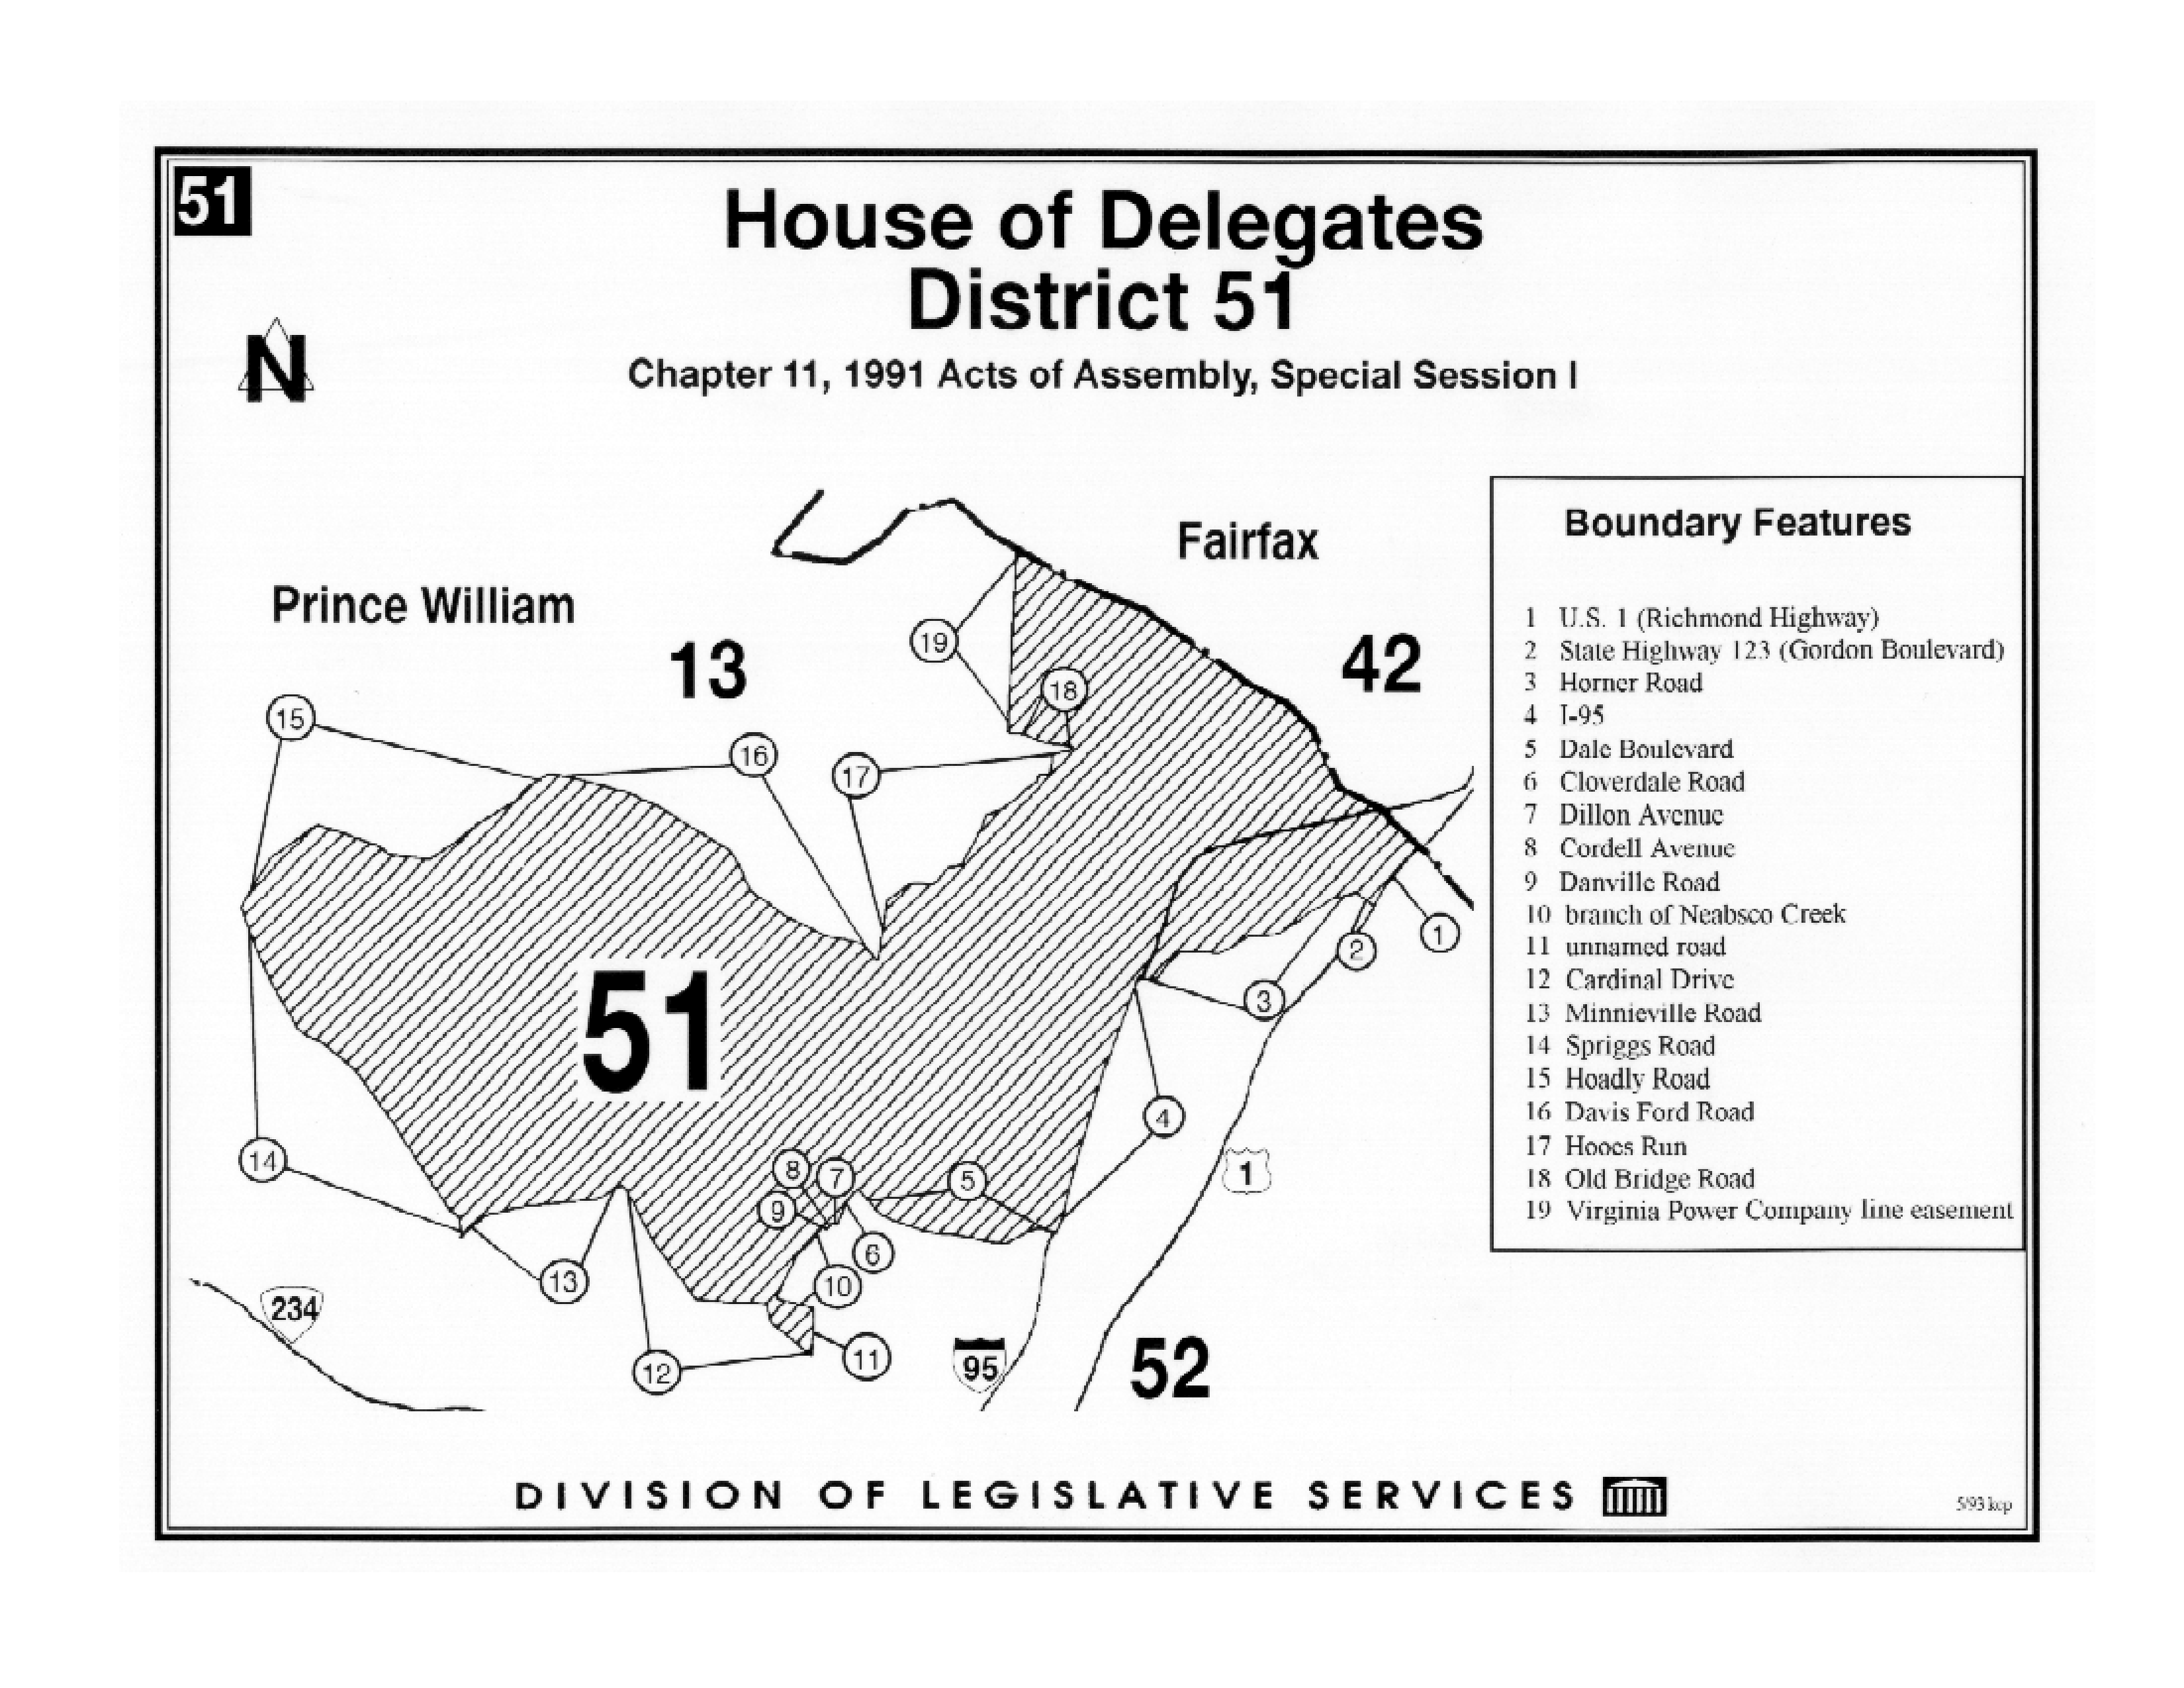 51
House of Delegates
District 51
Chapter 11, 1991 Acts of Assembly, Special Session I
N
Fairfax
Prince William
13
42
19
18
15
16
17
51
1
2
3
4
14
8
7
5
9
6
10
13
11
12
1
234
95
52
Boundary Features
1 U.S. 1 (Richmond Highway)
2 State Highway 123 (Gordon Boulevard)
3 Horner Road
4 I-95
5 Dale Boulevard
6 Cloverdale Road
7 Dillon Avenue
8 Cordell Avenue
9 Danville Road
10 branch of Neabsco Creek
11 unnamed road
12 Cardinal Drive
13 Minnieville Road
14 Spriggs Road
15 Hoadly Road
16 Davis Ford Road
17 Hooes Run
18 Old Bridge Road
19 Virginia Power Company line easement
DIVISION OF LEGISLATIVE SERVICES
5/93 kcp